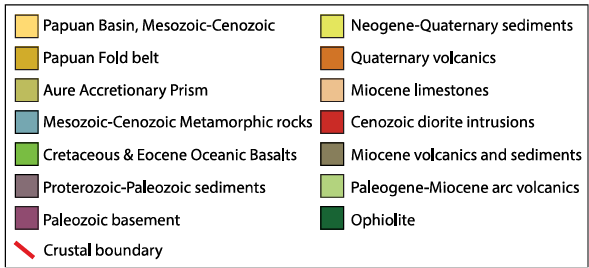 Papuan Basin, Mesozoic-Cenozoic
Papuan Fold belt
Aure Accretionary Prism
Mesozoic-Cenozoic Metamorphic rocks
Cretaceous & Eocene Oceanic Basalts
Proterozoic-Paleozoic sediments
Paleozoic basement
Crustal boundary
Neogene-Quaternary sediments
Quaternary volcanics
Miocene limestones
Cenozoic diorite intrusions
Miocene volcanics and sediments
Paleogene-Miocene arc volcanics
Ophiolite